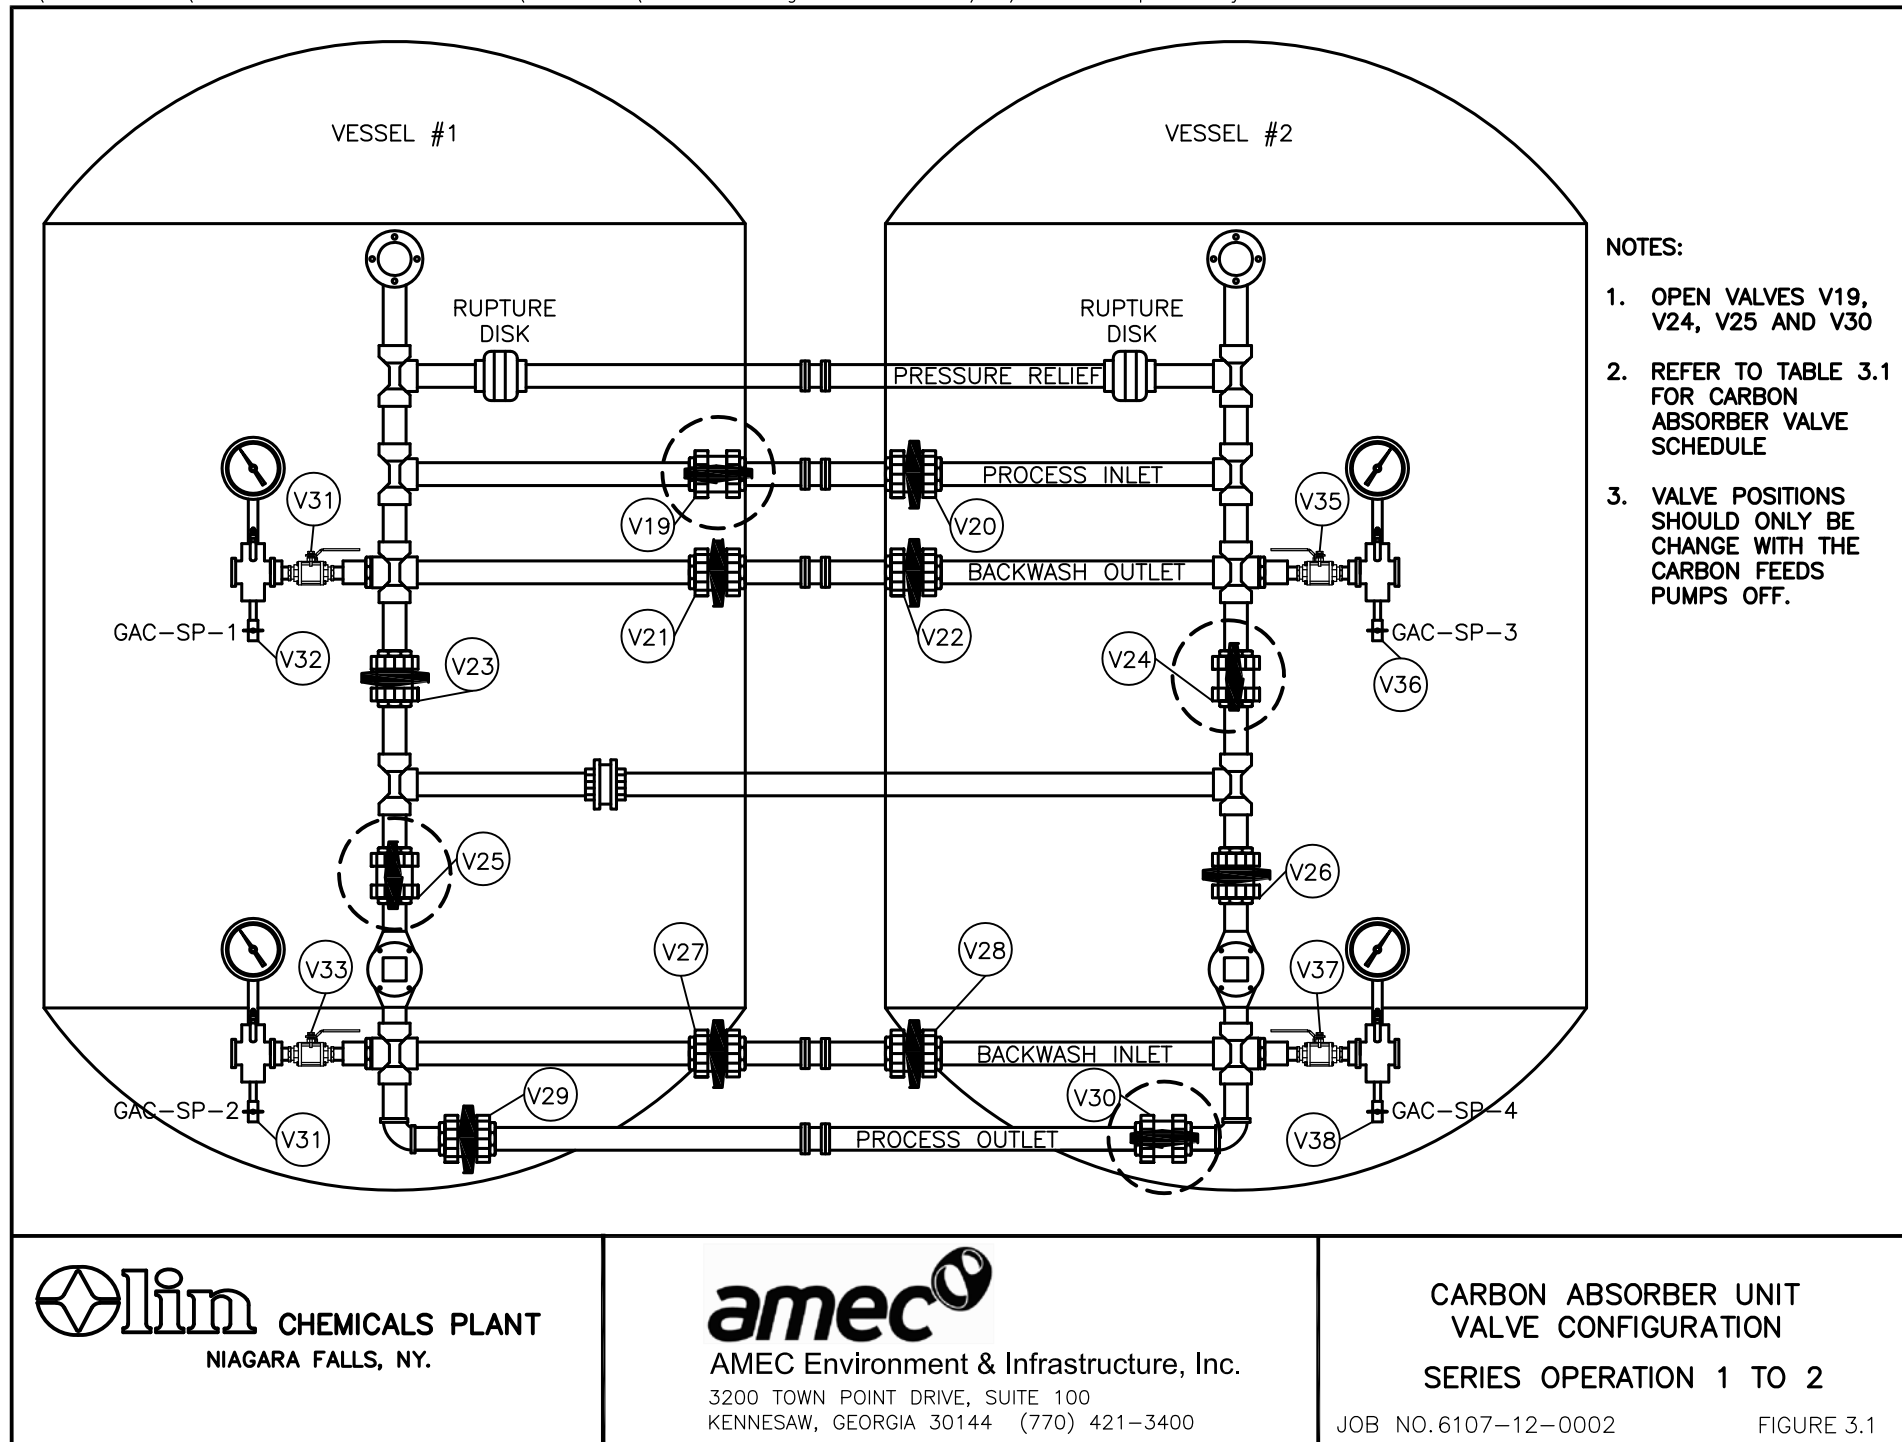 VESSEL #1
VESSEL #2
RUPTURE
DISK
RUPTURE
DISK
PRESSURE RELIEF
PROCESS INLET
V31
V19
V20
V35
BACKWASH OUTLET
GAC-SP-1
V32
V23
V21
V22
V24
GAC-SP-3
V36
V25
V26
V33
V27
V28
V37
BACKWASH INLET
GAC-SP-2
V31
V29
V30
PROCESS OUTLET
GAC-SP-4
V38
NOTES:
1. OPEN VALVES V19,
V24, V25 AND V30
2. REFER TO TABLE 3.1
FOR CARBON
ABSORBER VALVE
SCHEDULE
3. VALVE POSITIONS
SHOULD ONLY BE
CHANGE WITH THE
CARBON FEEDS
PUMPS OFF.
Olin CHEMICALS PLANT
NIAGARA FALLS, NY.
amec
AMEC Environment & Infrastructure, Inc.
3200 TOWN POINT DRIVE, SUITE 100
KENNESAW, GEORGIA 30144 (770) 421-3400
CARBON ABSORBER UNIT
VALVE CONFIGURATION
SERIES OPERATION 1 TO 2
JOB NO.6107-12-0002 FIGURE 3.1